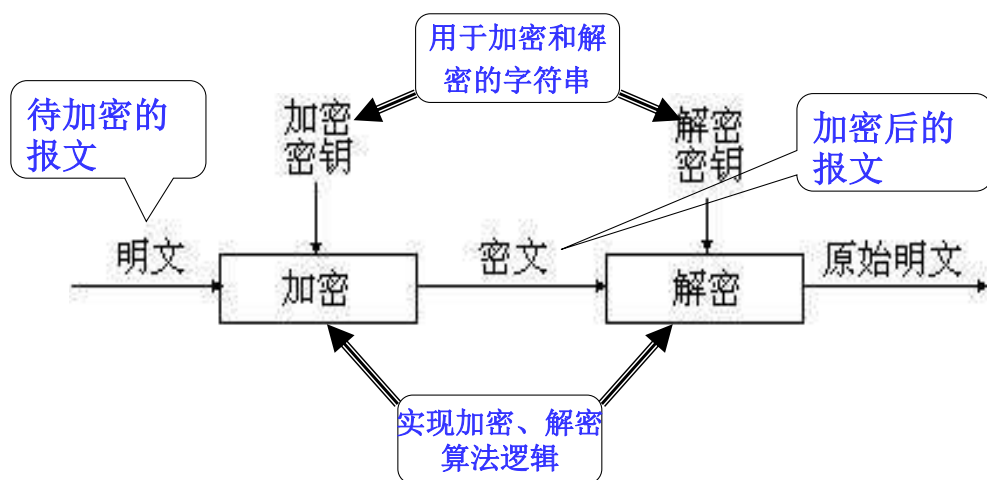 用于加密和解
密的字符串
待加密的
报文
加密
密钥
解密
密钥
加密后的
报文
明文
加密
密文
解密
原始明文
实现加密、解密
算法逻辑